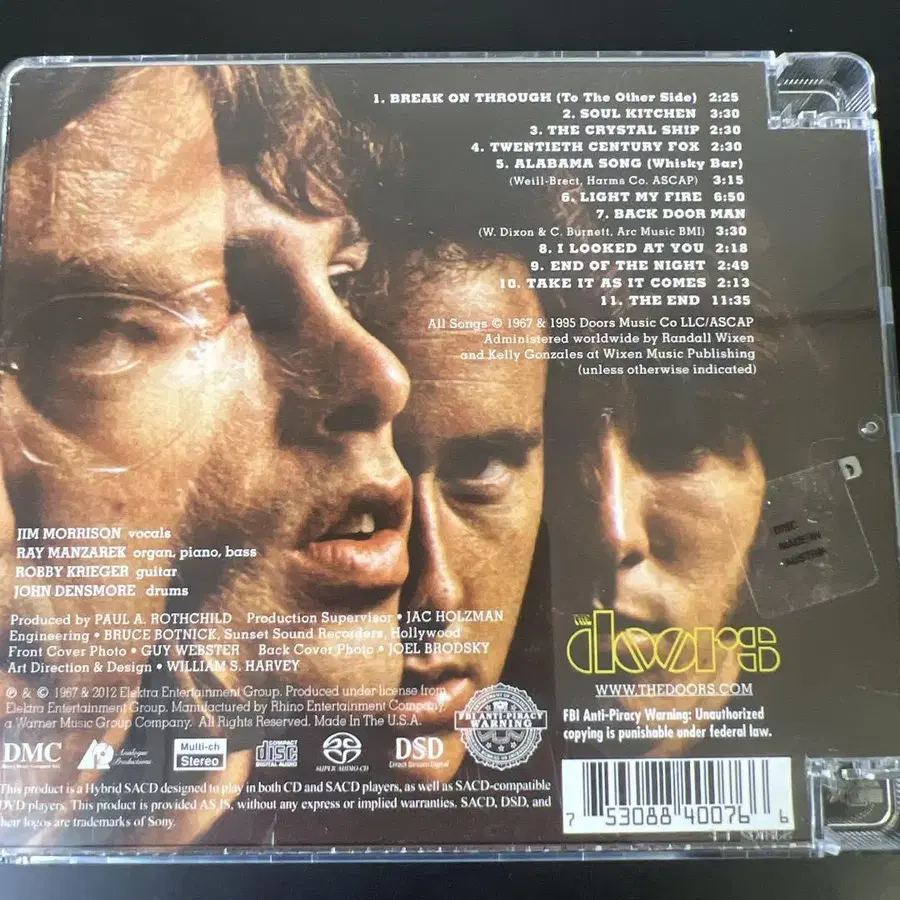 1. BREAK ON THROUGH (To The Other Side) 2:25
2. SOUL KITCHEN 3:30
3. THE CRYSTAL SHIP 2:30
4. TWENTIETH CENTURY FOX 2:30
5. ALABAMA SONG (Whisky Bar)
(Weill-Brect, Harms Co. ASCAP) 3:15
6. LIGHT MY FIRE 6:50
7. BACK DOOR MAN
(W. Dixon & C. Burnett, Arc Music BMI) 3:30
8. I LOOKED AT YOU 2:18
9. END OF THE NIGHT 2:49
10. TAKE IT AS IT COMES 2:13
11. THE END 11:35
All Songs © 1967 & 1995 Doors Music Co LLC/ASCAP
Administered worldwide by Randall Wixen
and Kelly Gonzales at Wixen Music Publishing
(unless otherwise indicated)
DISC
MADE IN
AUSTRIA
JIM MORRISON vocals
RAY MANZAREK organ, piano, bass
ROBBY KRIEGER guitar
JOHN DENSMORE drums
Produced by PAUL A. ROTHCHILD Production Supervisor • JAC HOLZMAN
Engineering • BRUCE BOTNICK, Sunset Sound Recorders, Hollywood
Front Cover Photo • GUY WEBSTER Back Cover Photo • JOEL BRODSKY
Art Direction & Design • WILLIAM S. HARVEY
℗ & © 1967 & 2012 Elektra Entertainment Group. Produced under license from
Elektra Entertainment Group. Manufactured by Rhino Entertainment Company,
a Warner Music Group Company. All Rights Reserved. Made In The U.S.A.
THE doors
WWW.THEDOORS.COM
FBI Anti-Piracy Warning: Unauthorized
copying is punishable under federal law.
FBI ANTI-PIRACY
WARNING
DMC
AP Analogue Productions
Multi-ch
Stereo
COMPACT disc DIGITAL AUDIO
SUPER AUDIO CD
DSD
Direct Stream Digital
This product is a Hybrid SACD designed to play in both CD and SACD players, as well as SACD-compatible
DVD players. This product is provided AS IS, without any express or implied warranties. SACD, DSD, and
their logos are trademarks of Sony.
7 53088 40076 6